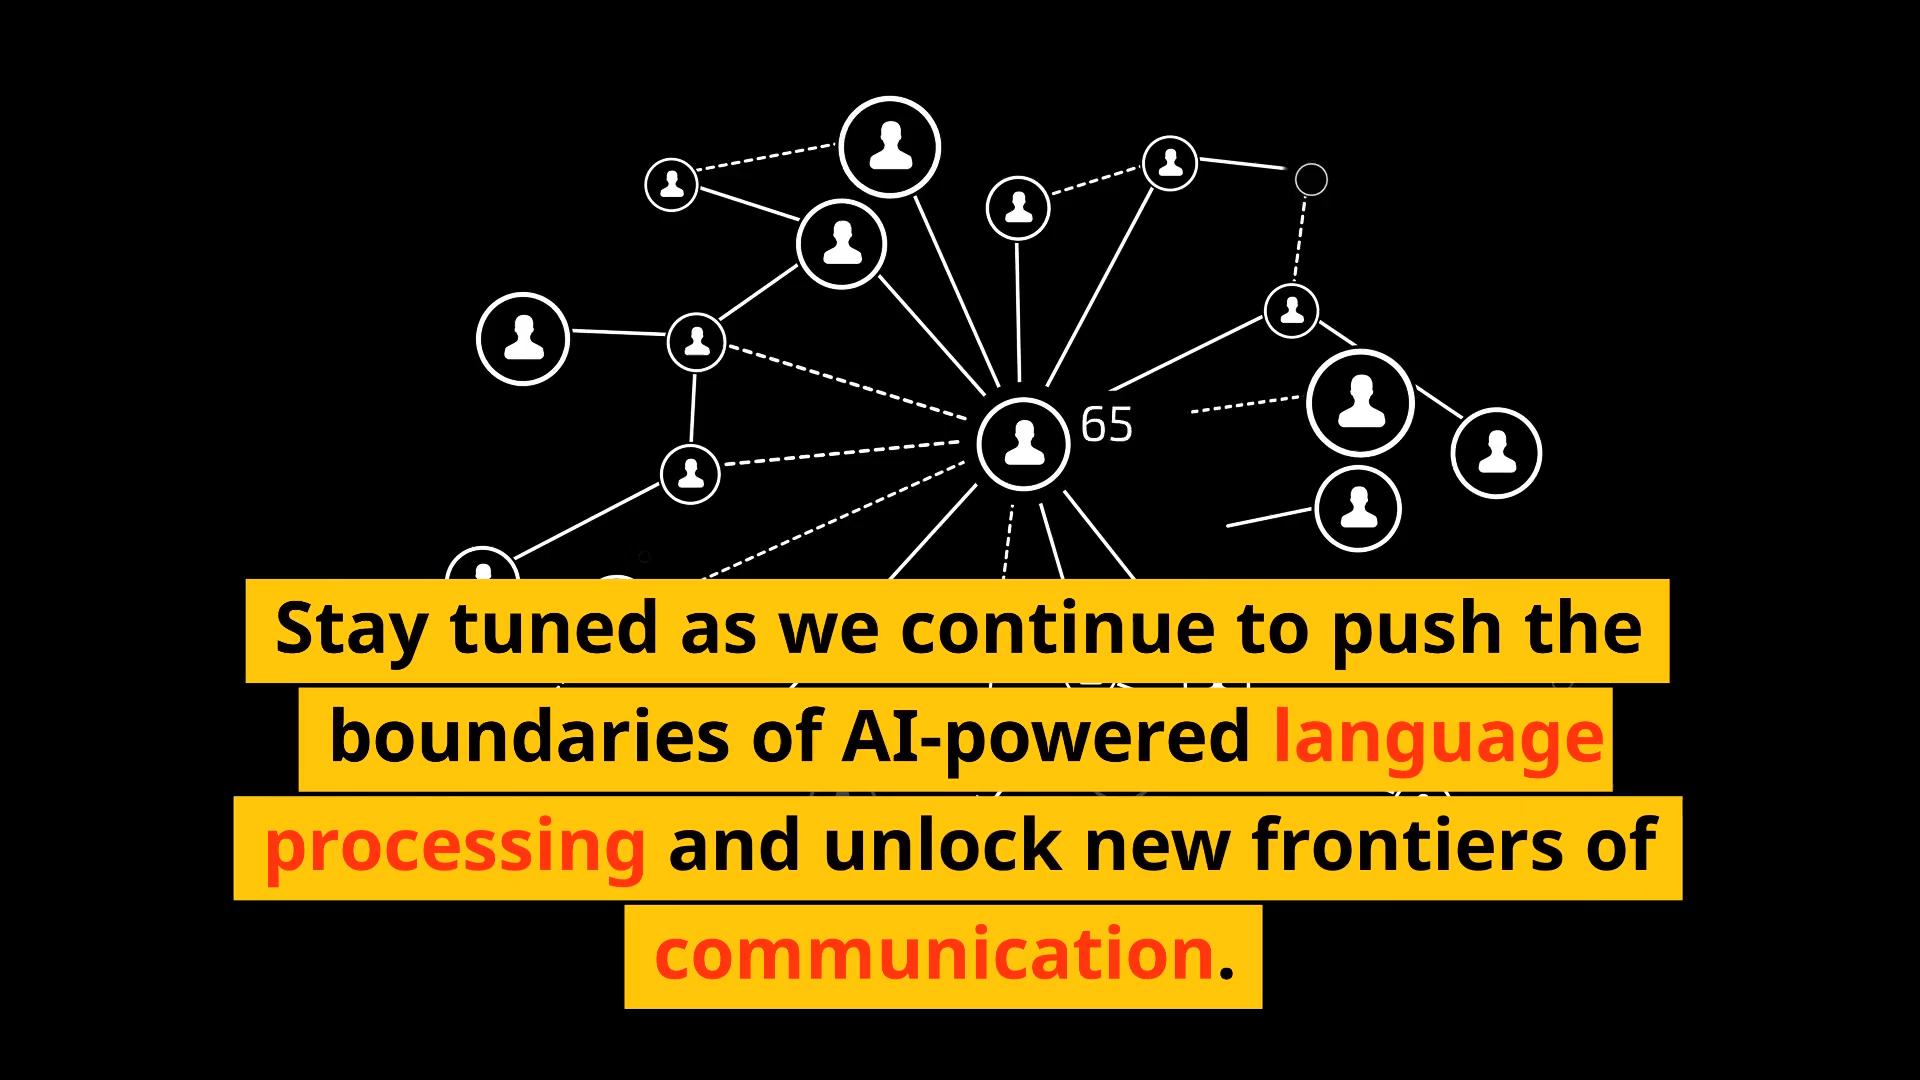 65
Stay tuned as we continue to push the
boundaries of AI-powered language
processing and unlock new frontiers of
communication.